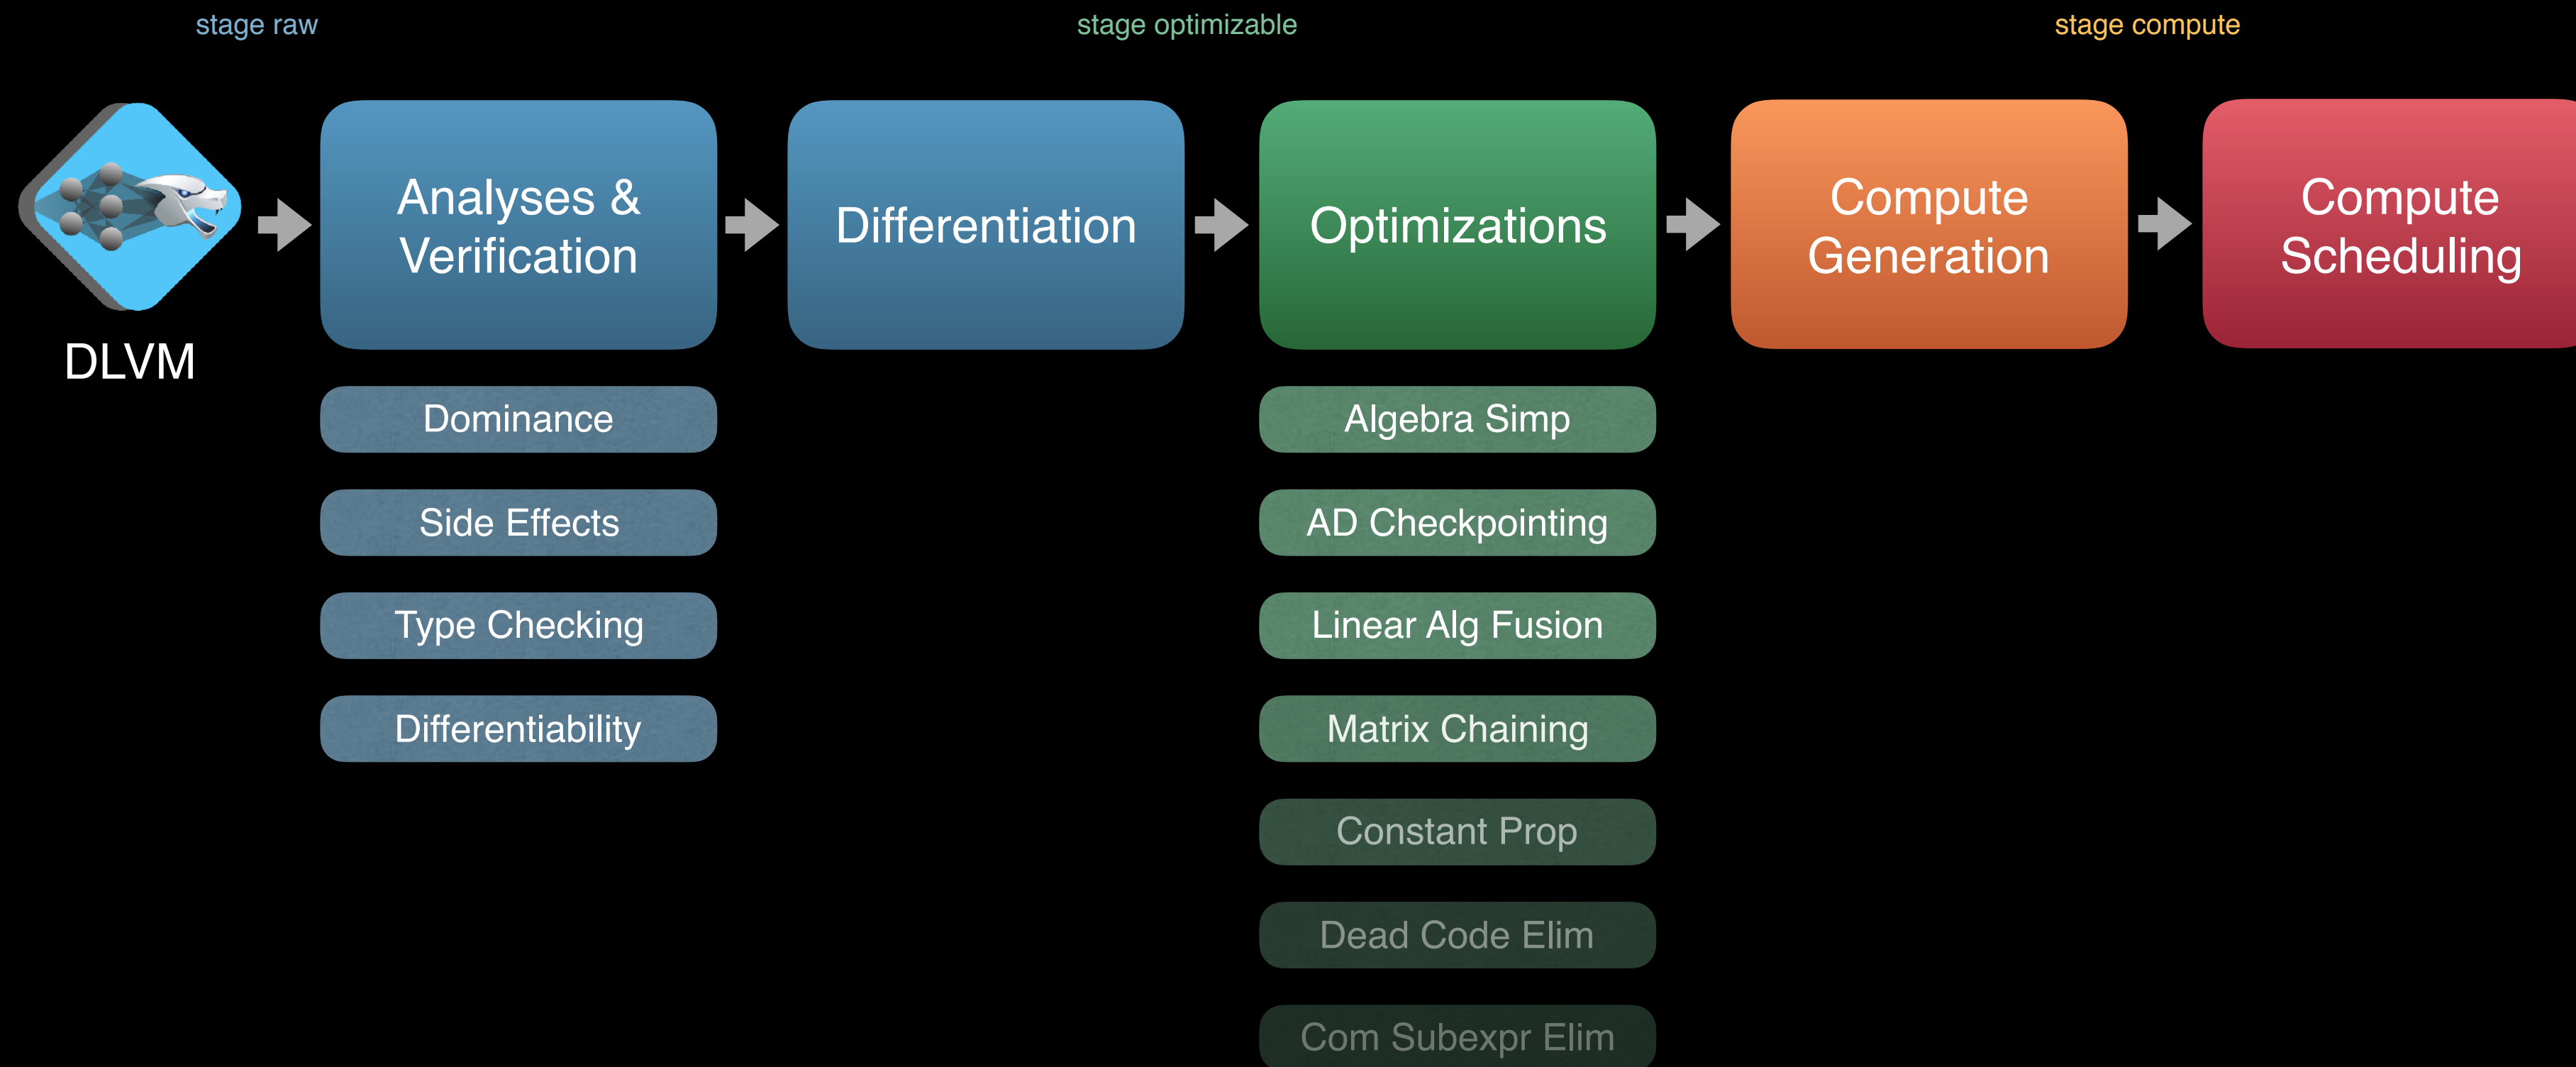 stage raw
stage optimizable
stage compute
DLVM
Analyses &
Verification
Differentiation
Optimizations
Compute
Generation
Compute
Scheduling
Dominance
Side Effects
Type Checking
Differentiability
Algebra Simp
AD Checkpointing
Linear Alg Fusion
Matrix Chaining
Constant Prop
Dead Code Elim
Com Subexpr Elim